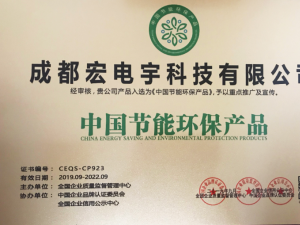 成都宏电宇科技有限公司
经审核，贵公司产品入选为《中国节能环保产品》，予以重点推广及宣传。
中国节能环保产品
CHINA ENERGY SAVING AND ENVIRONMENTAL PROTECTION PRODUCTS
证书编号：CEQS-CP923
有效日期：2019.09-2022.09
主办单位：全国企业质量监督管理中心
协办单位：中国企业品牌认证委员会
全国企业信用公示中心